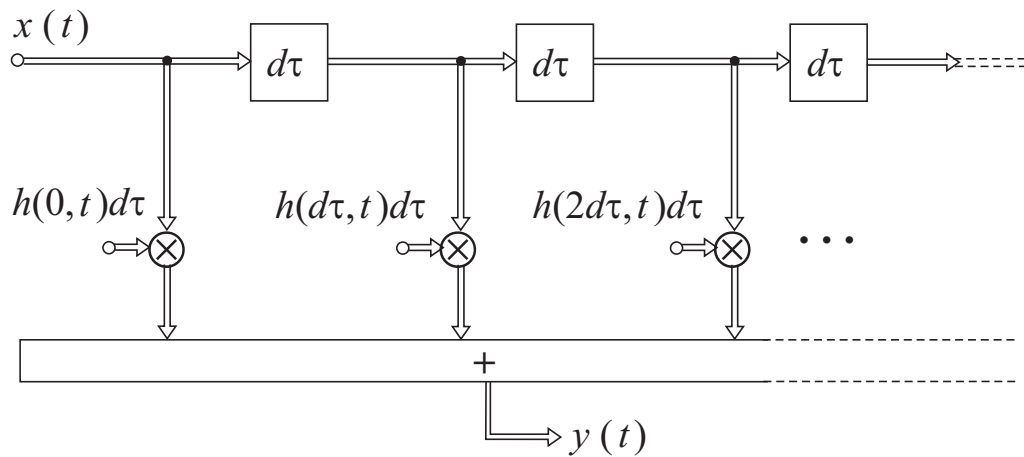 x (t)
dτ dτ dτ
h(0, t)dτ h(dτ, t)dτ h(2dτ, t)dτ
× × × • • •
+
y (t)